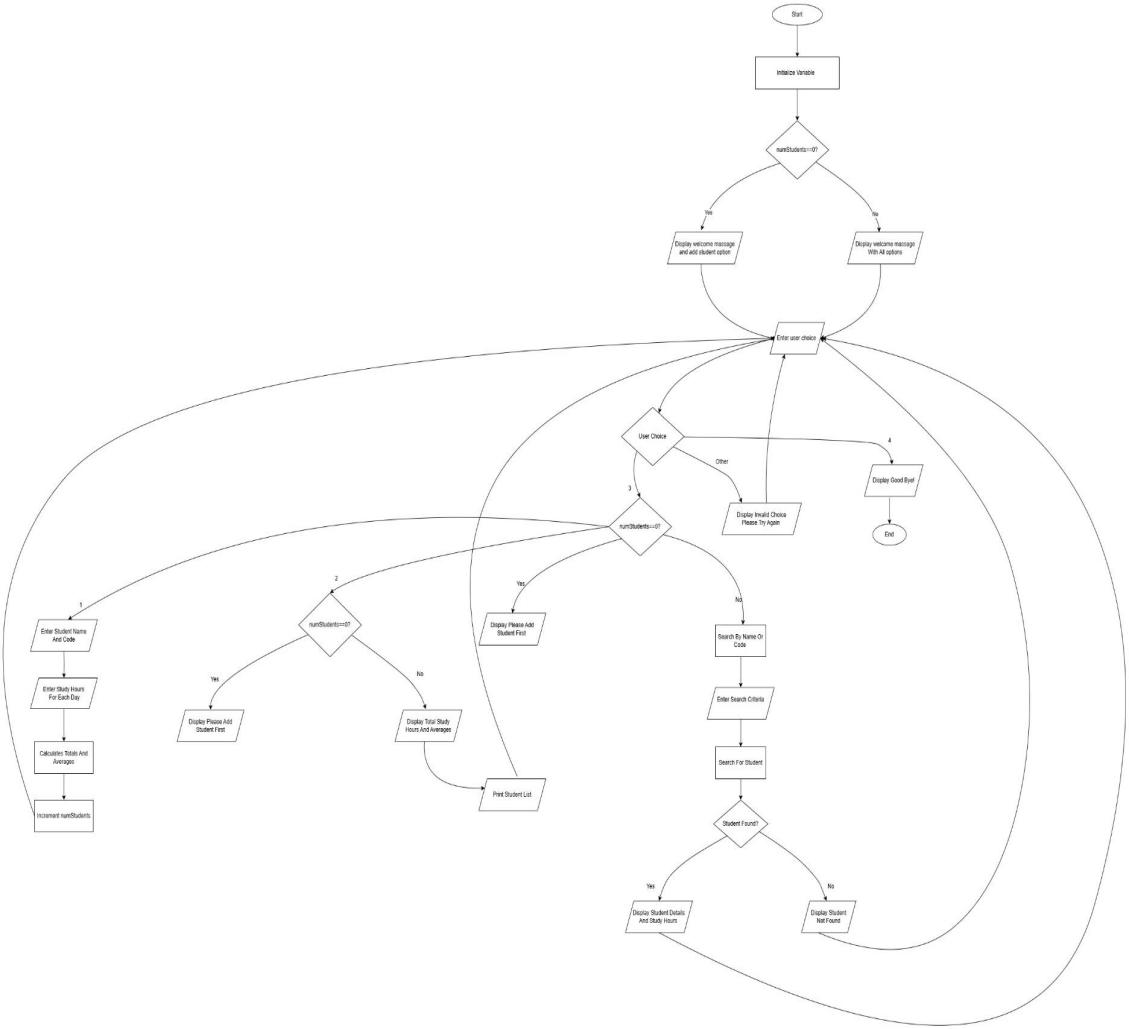 Start
Initialize Variable
numStudents==0?
Yes
No
Display welcome massage
and add student option
Display welcome massage
With All options
Enter user choice
User Choice
4
Other
3
Display Good Bye!
Display Invalid Choice
Please Try Again
End
numStudents==0?
2
1
Yes
No
Enter Student Name
And Code
numStudents==0?
Display Please Add
Student First
Search By Name Or
Code
Yes
No
Enter Study Hours
For Each Day
Enter Search Criteria
Display Please Add
Student First
Display Total Study
Hours And Averages
Calculates Totals And
Averages
Search For Student
Print Student List
Increment numStudents
Student Found?
Yes
No
Display Student Details
And Study Hours
Display Student
Not Found